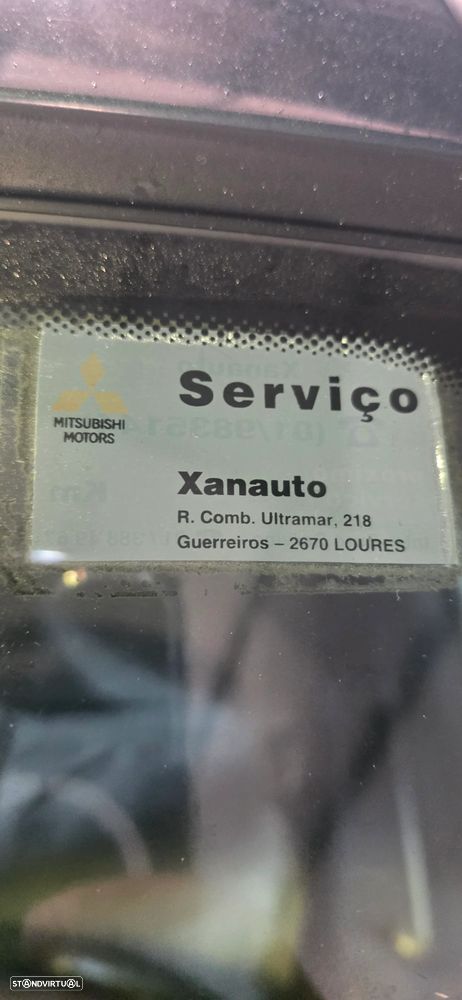 Serviço
MITSUBISHI
MOTORS
Xanauto
R. Comb. Ultramar, 218
Guerreiros – 2670 LOURES
STANDVIRTUAL